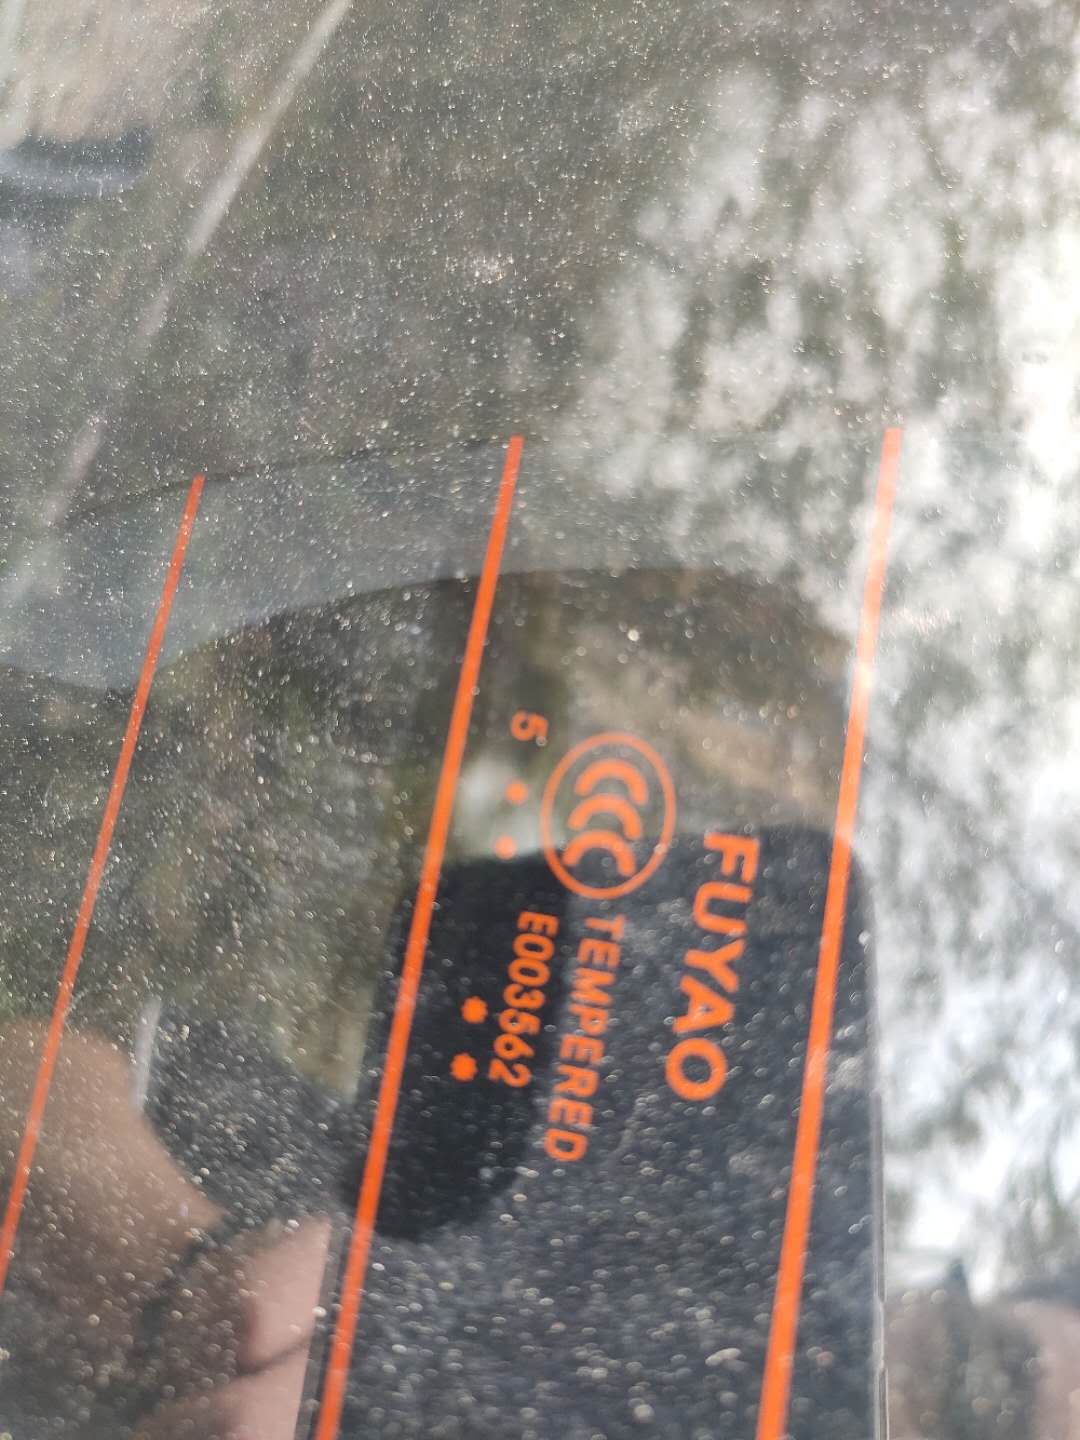 FUYAO
CCC TEMPERED
E003562
5 • • * *